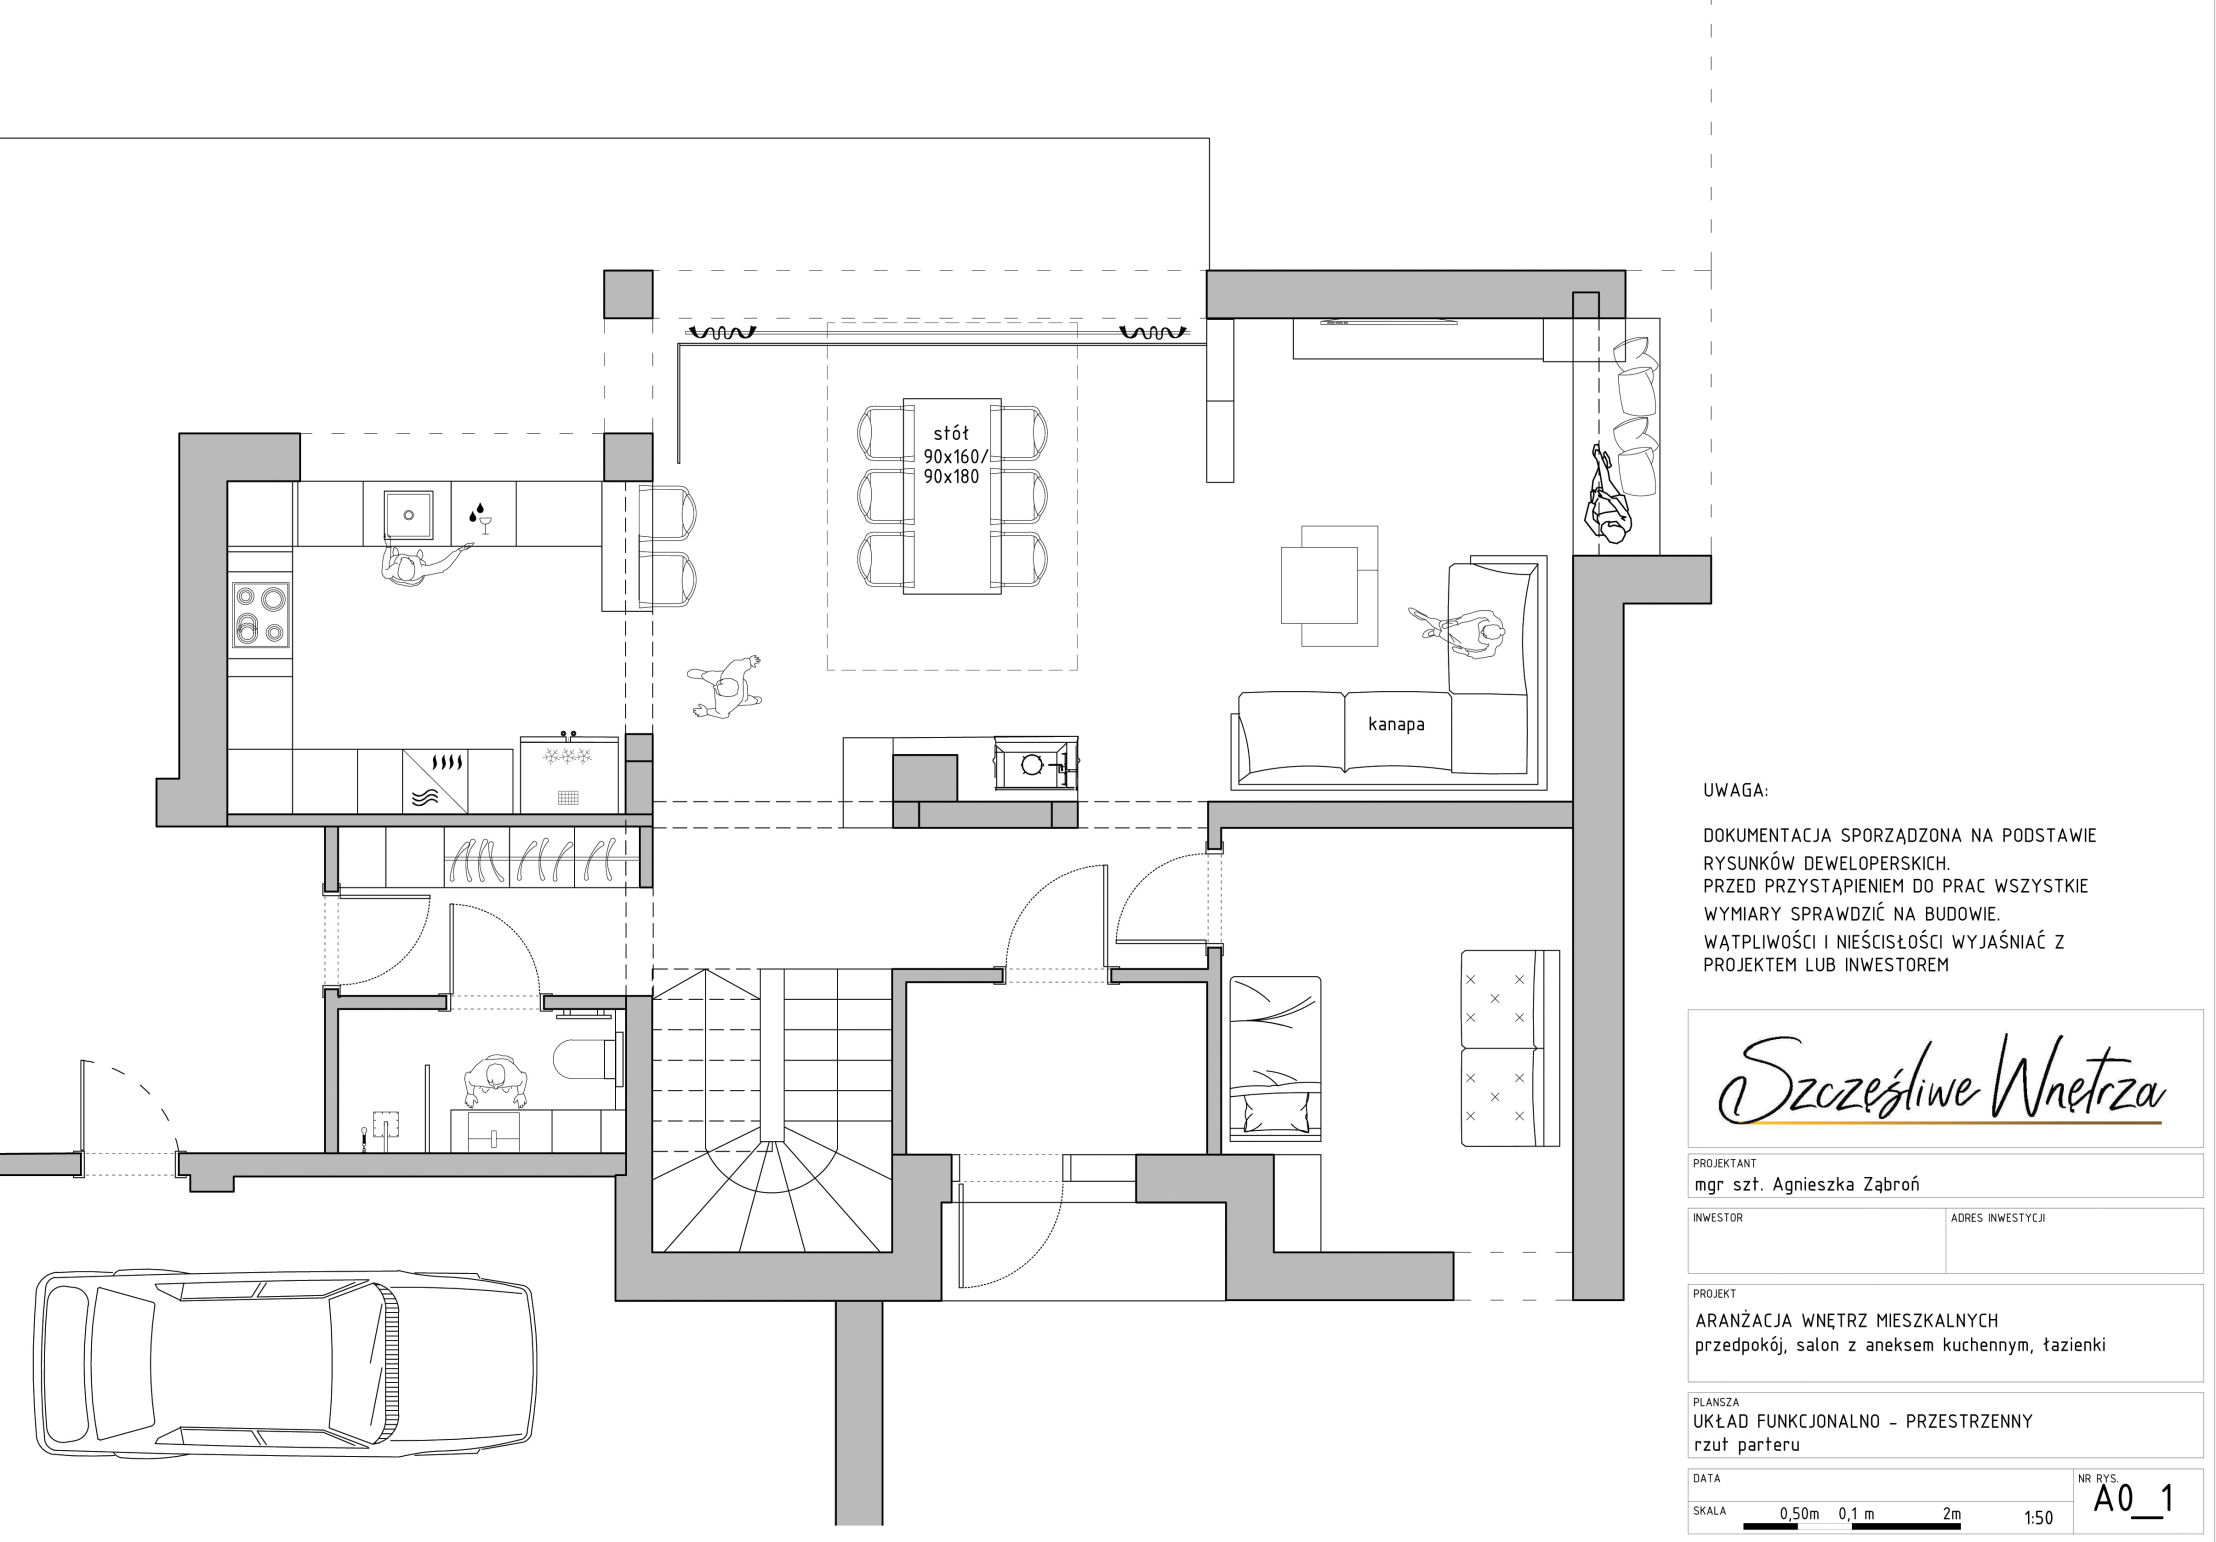 stół
90x160/
90x180
kanapa
UWAGA:
DOKUMENTACJA SPORZĄDZONA NA PODSTAWIE
RYSUNKÓW DEWELOPERSKICH.
PRZED PRZYSTĄPIENIEM DO PRAC WSZYSTKIE
WYMIARY SPRAWDZIĆ NA BUDOWIE.
WĄTPLIWOŚCI I NIEŚCISŁOŚCI WYJAŚNIAĆ Z
PROJEKTEM LUB INWESTOREM
Szczęśliwe Wnętrza
PROJEKTANT
mgr szt. Agnieszka Ząbroń
INWESTOR
ADRES INWESTYCJI
PROJEKT
ARANŻACJA WNĘTRZ MIESZKALNYCH
przedpokój, salon z aneksem kuchennym, łazienki
PLANSZA
UKŁAD FUNKCJONALNO - PRZESTRZENNY
rzut parteru
DATA
NR RYS.
A0_1
SKALA
0,50m 0,1 m 2m
1:50